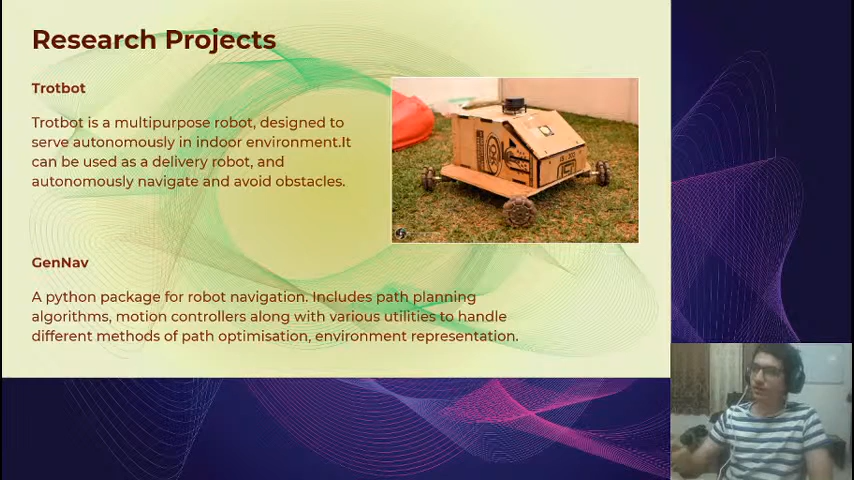 Research Projects
Trotbot
Trotbot is a multipurpose robot, designed to
serve autonomously in indoor environment.It
can be used as a delivery robot, and
autonomously navigate and avoid obstacles.
GenNav
A python package for robot navigation. Includes path planning
algorithms, motion controllers along with various utilities to handle
different methods of path optimisation, environment representation.